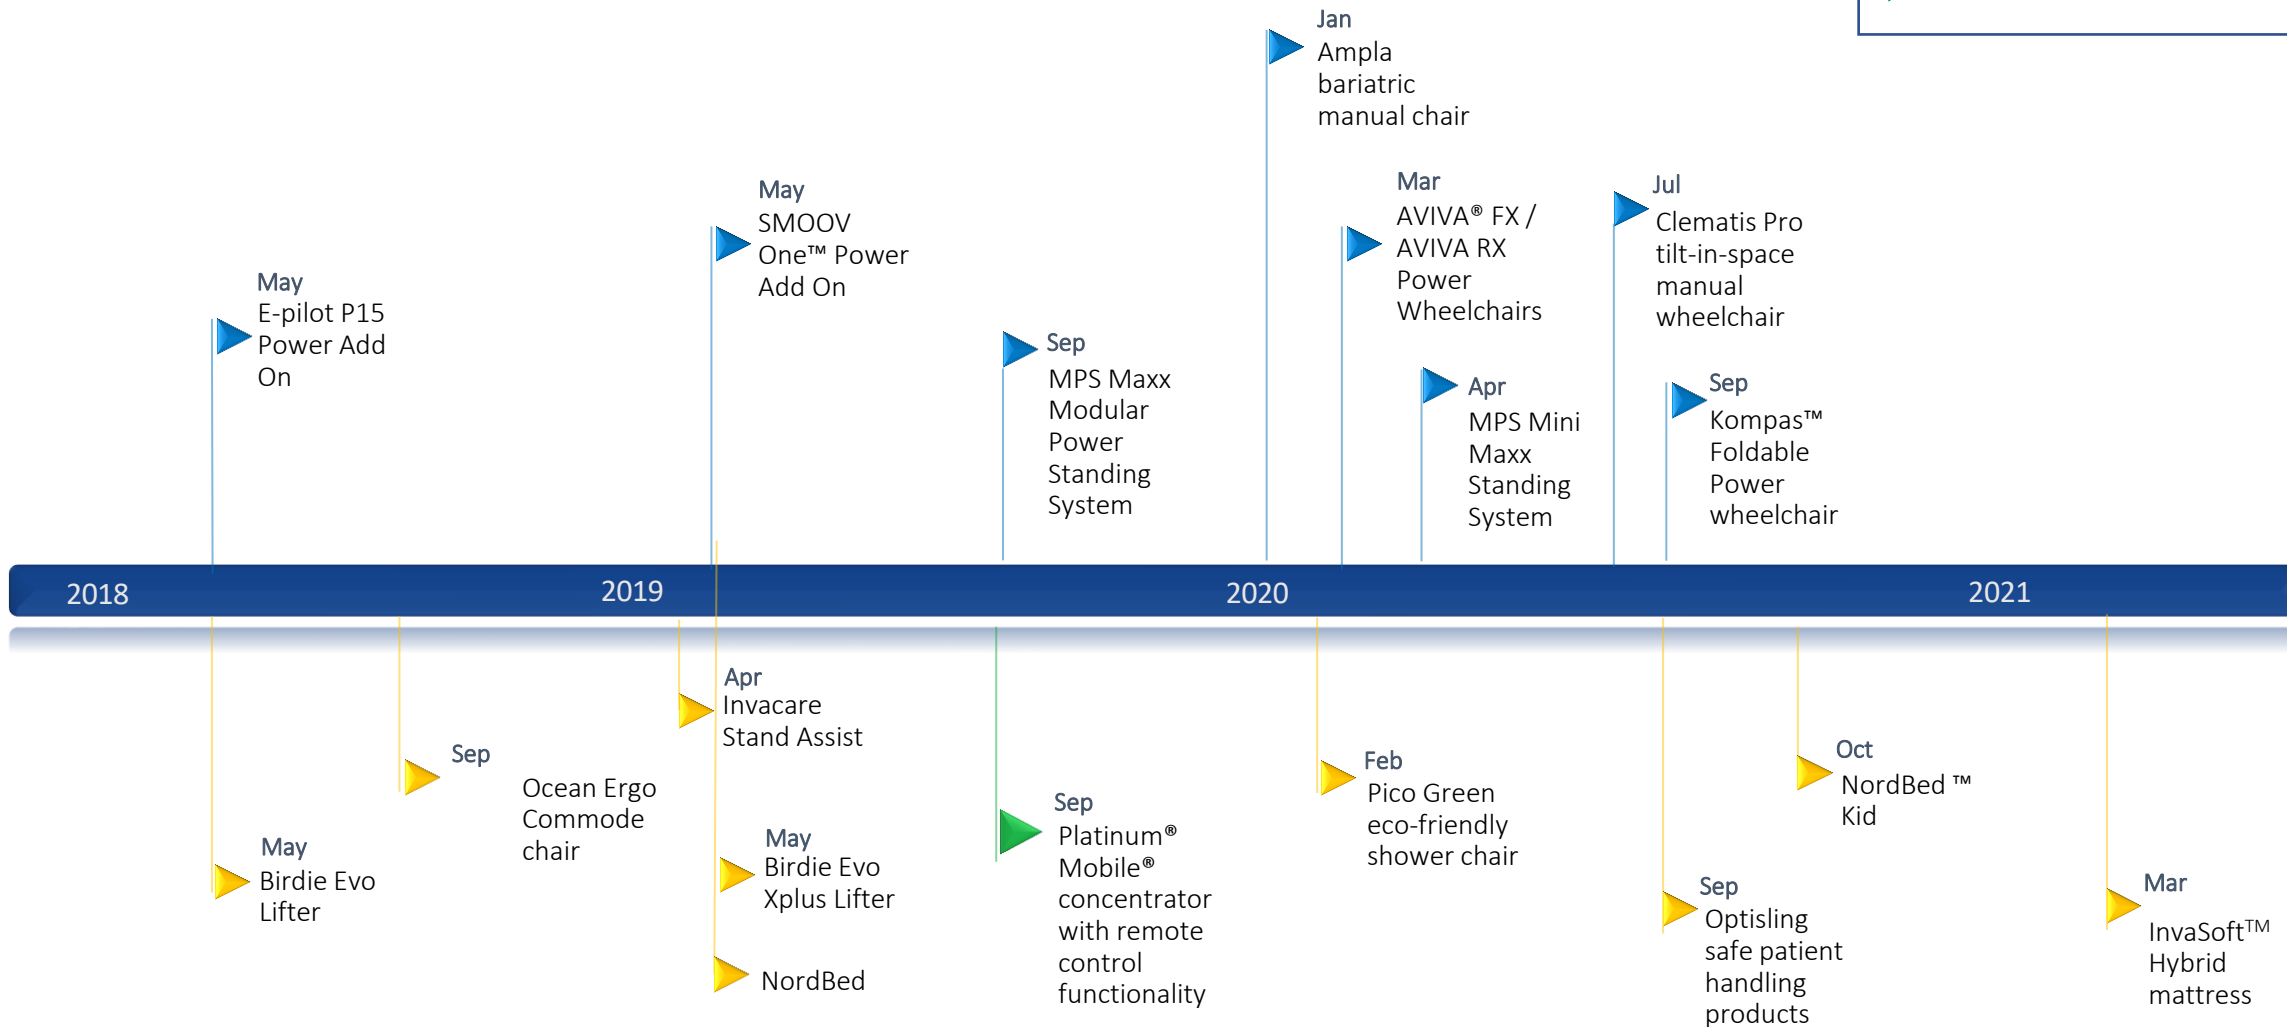 Jan
Ampla
bariatric
manual chair
May
SMOOV
One™ Power
Add On
Mar
AVIVA® FX /
AVIVA RX
Power
Wheelchairs
Jul
Clematis Pro
tilt-in-space
manual
wheelchair
May
E-pilot P15
Power Add
On
Sep
MPS Maxx
Modular
Power
Standing
System
Apr
MPS Mini
Maxx
Standing
System
Sep
Kompas™
Foldable
Power
wheelchair
2018
2019
2020
2021
May
Birdie Evo
Lifter
Sep
Ocean Ergo
Commode
chair
Apr
Invacare
Stand Assist
May
Birdie Evo
Xplus Lifter
NordBed
Sep
Platinum®
Mobile®
concentrator
with remote
control
functionality
Feb
Pico Green
eco-friendly
shower chair
Sep
Optisling
safe patient
handling
products
Oct
NordBed ™
Kid
Mar
InvaSoft™
Hybrid
mattress